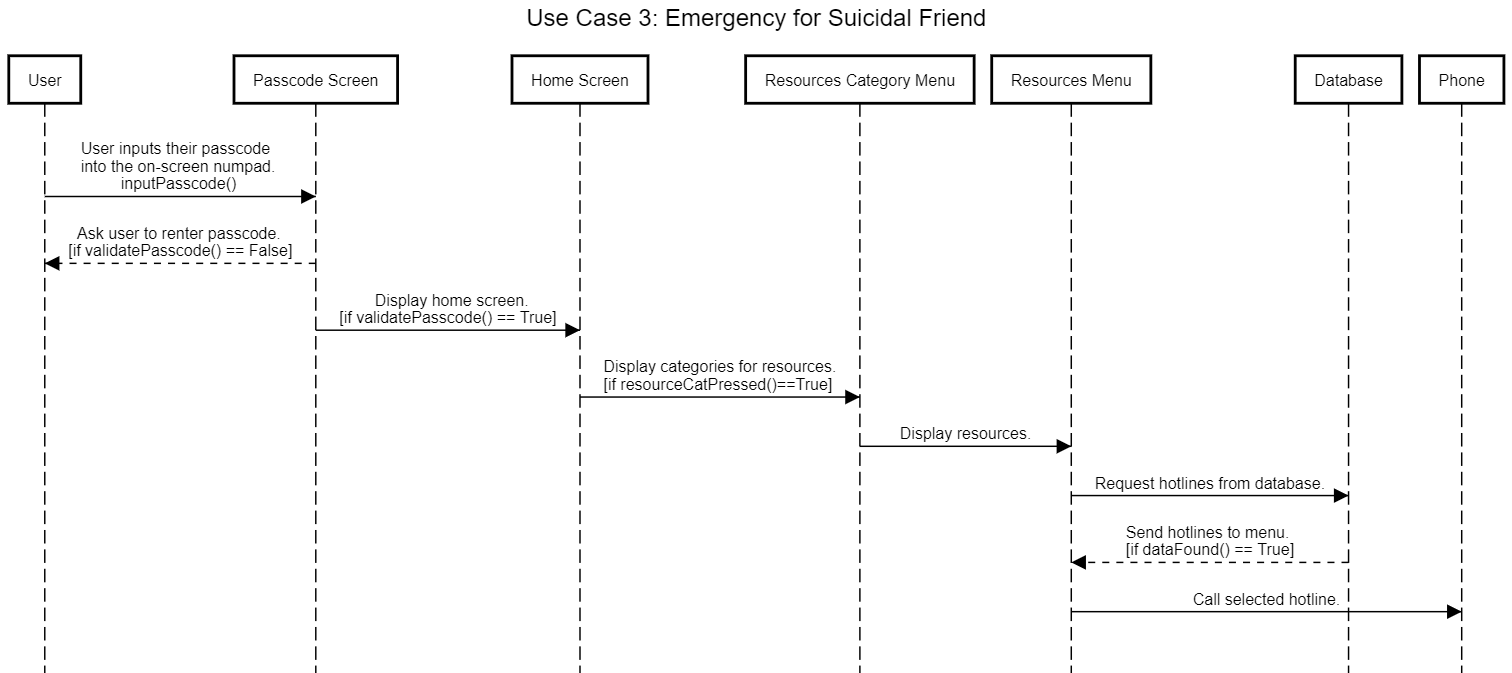 Use Case 3: Emergency for Suicidal Friend
User
Passcode Screen
Home Screen
Resources Category Menu
Resources Menu
Database
Phone
User inputs their passcode
into the on-screen numpad.
inputPasscode()
Ask user to renter passcode.
[if validatePasscode() == False]
Display home screen.
[if validatePasscode() == True]
Display categories for resources.
[if resourceCatPressed()==True]
Display resources.
Request hotlines from database.
Send hotlines to menu.
[if dataFound() == True]
Call selected hotline.